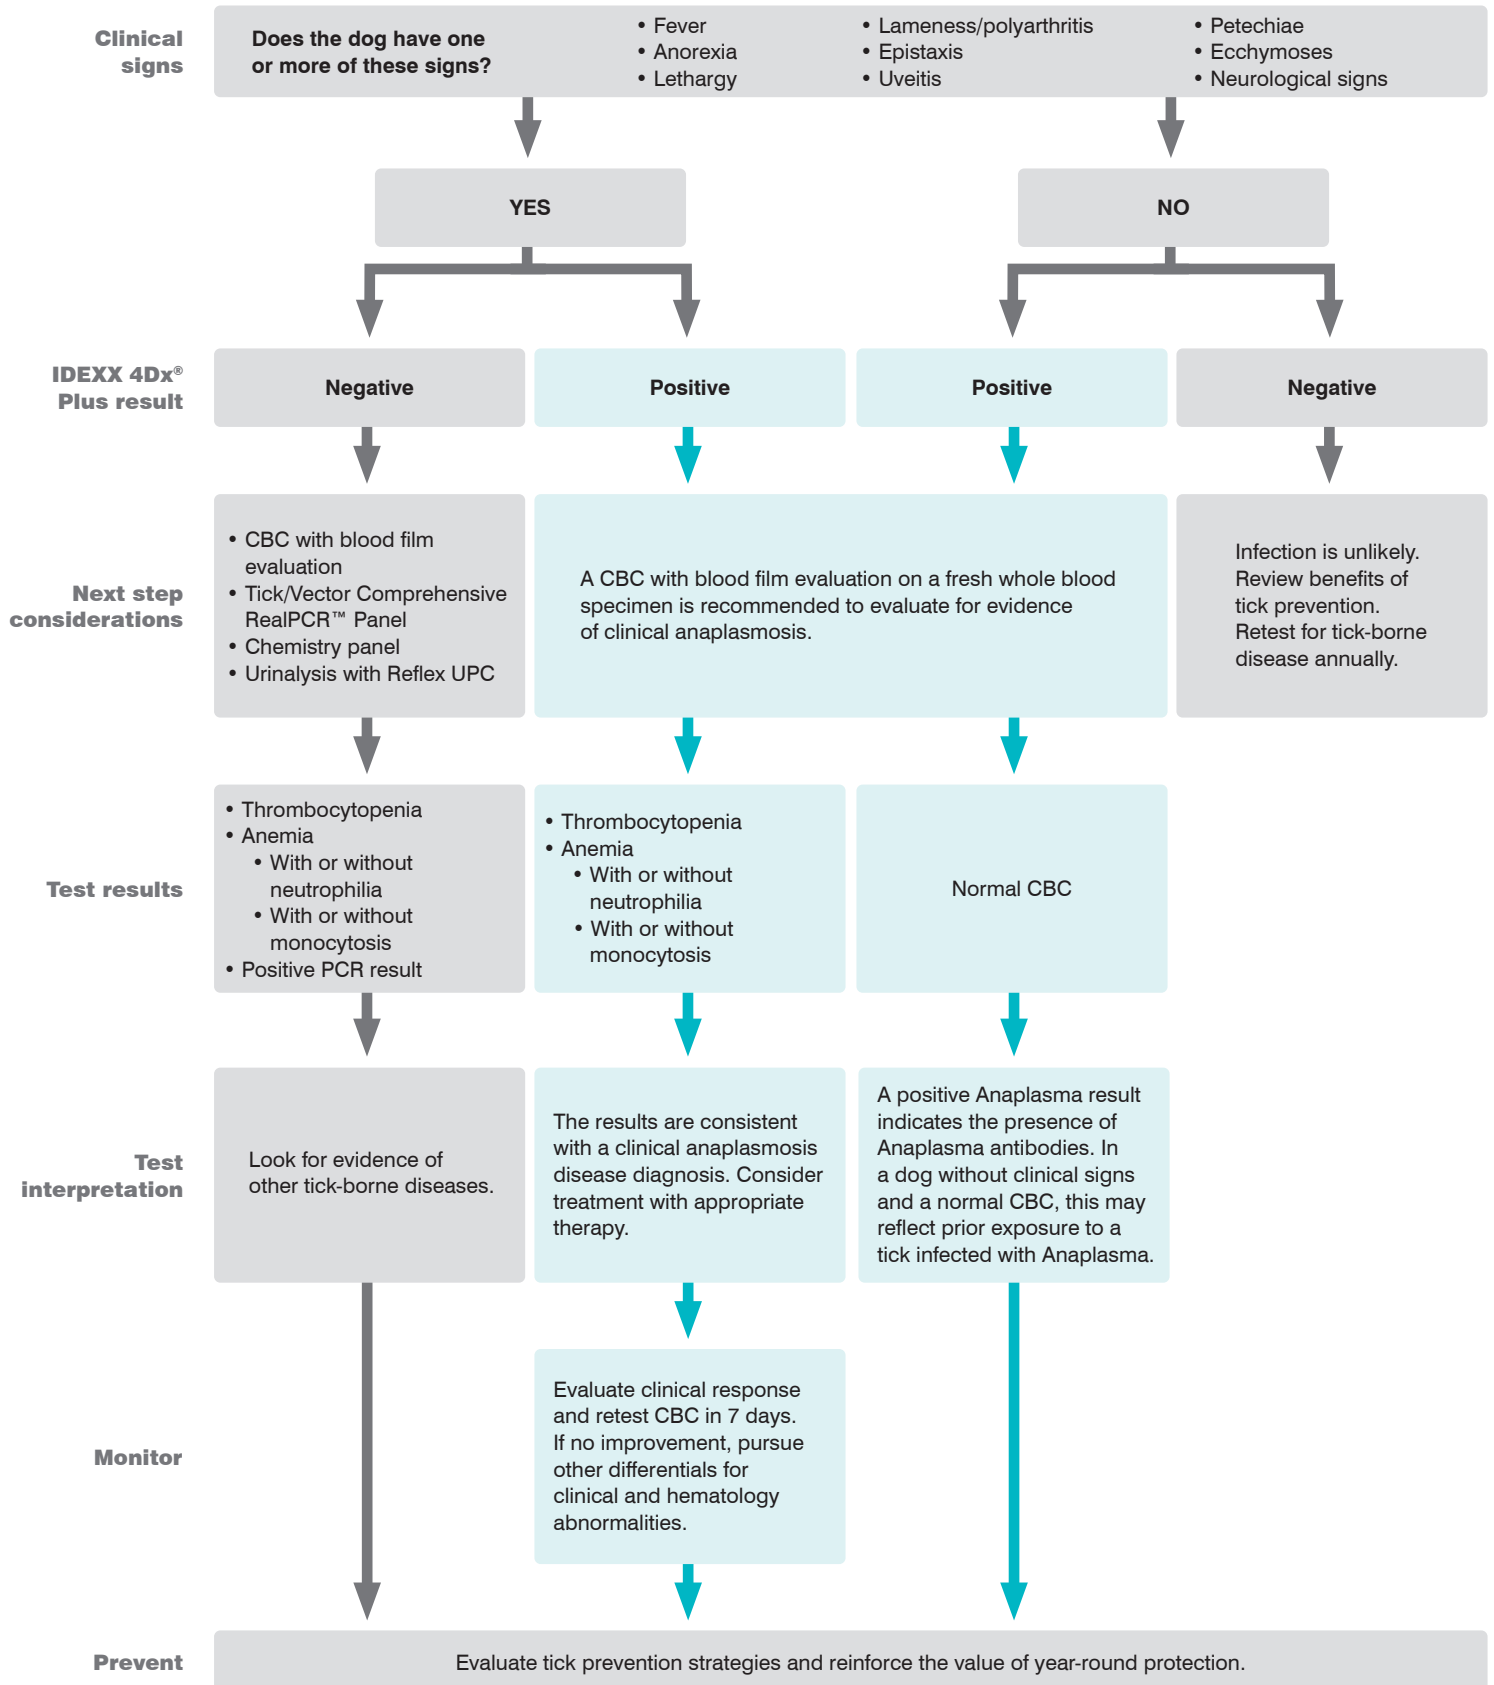 Clinical
signs
Does the dog have one
or more of these signs?
• Fever
• Anorexia
• Lethargy
• Lameness/polyarthritis
• Epistaxis
• Uveitis
• Petechiae
• Ecchymoses
• Neurological signs
YES
NO
IDEXX 4Dx®
Plus result
Negative
Positive
Positive
Negative
Next step
considerations
• CBC with blood film
evaluation
• Tick/Vector Comprehensive
RealPCR™ Panel
• Chemistry panel
• Urinalysis with Reflex UPC
A CBC with blood film evaluation on a fresh whole blood
specimen is recommended to evaluate for evidence
of clinical anaplasmosis.
Infection is unlikely.
Review benefits of
tick prevention.
Retest for tick-borne
disease annually.
Test results
• Thrombocytopenia
• Anemia
• With or without
neutrophilia
• With or without
monocytosis
• Positive PCR result
• Thrombocytopenia
• Anemia
• With or without
neutrophilia
• With or without
monocytosis
Normal CBC
Test
interpretation
Look for evidence of
other tick-borne diseases.
The results are consistent
with a clinical anaplasmosis
disease diagnosis. Consider
treatment with appropriate
therapy.
A positive Anaplasma result
indicates the presence of
Anaplasma antibodies. In
a dog without clinical signs
and a normal CBC, this may
reflect prior exposure to a
tick infected with Anaplasma.
Monitor
Evaluate clinical response
and retest CBC in 7 days.
If no improvement, pursue
other differentials for
clinical and hematology
abnormalities.
Prevent
Evaluate tick prevention strategies and reinforce the value of year-round protection.